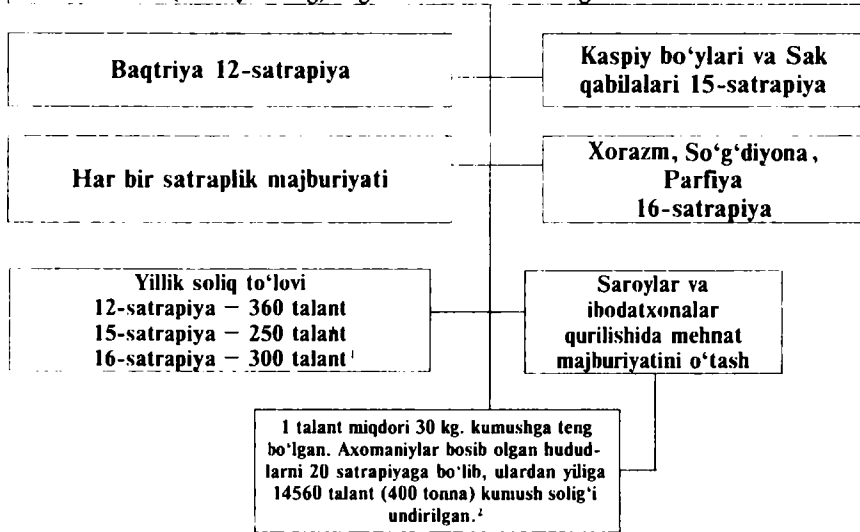 Baqtriya 12-satrapiya
Kaspiy bo‘ylari va Sak
qabilalari 15-satrapiya
Har bir satraplik majburiyati
Xorazm, So‘g‘diyona,
Parfiya
16-satrapiya
Yillik soliq to‘lovi
12-satrapiya – 360 talant
15-satrapiya – 250 talant
16-satrapiya – 300 talant¹
Saroylar va
ibodatxonalar
qurilishida mehnat
majburiyatini o‘tash
1 talant miqdori 30 kg. kumushga teng
bo‘lgan. Axomaniylar bosib olgan hudud-
larni 20 satrapiyaga bo‘lib, ulardan yiliga
14560 talant (400 tonna) kumush solig‘i
undirilgan.²